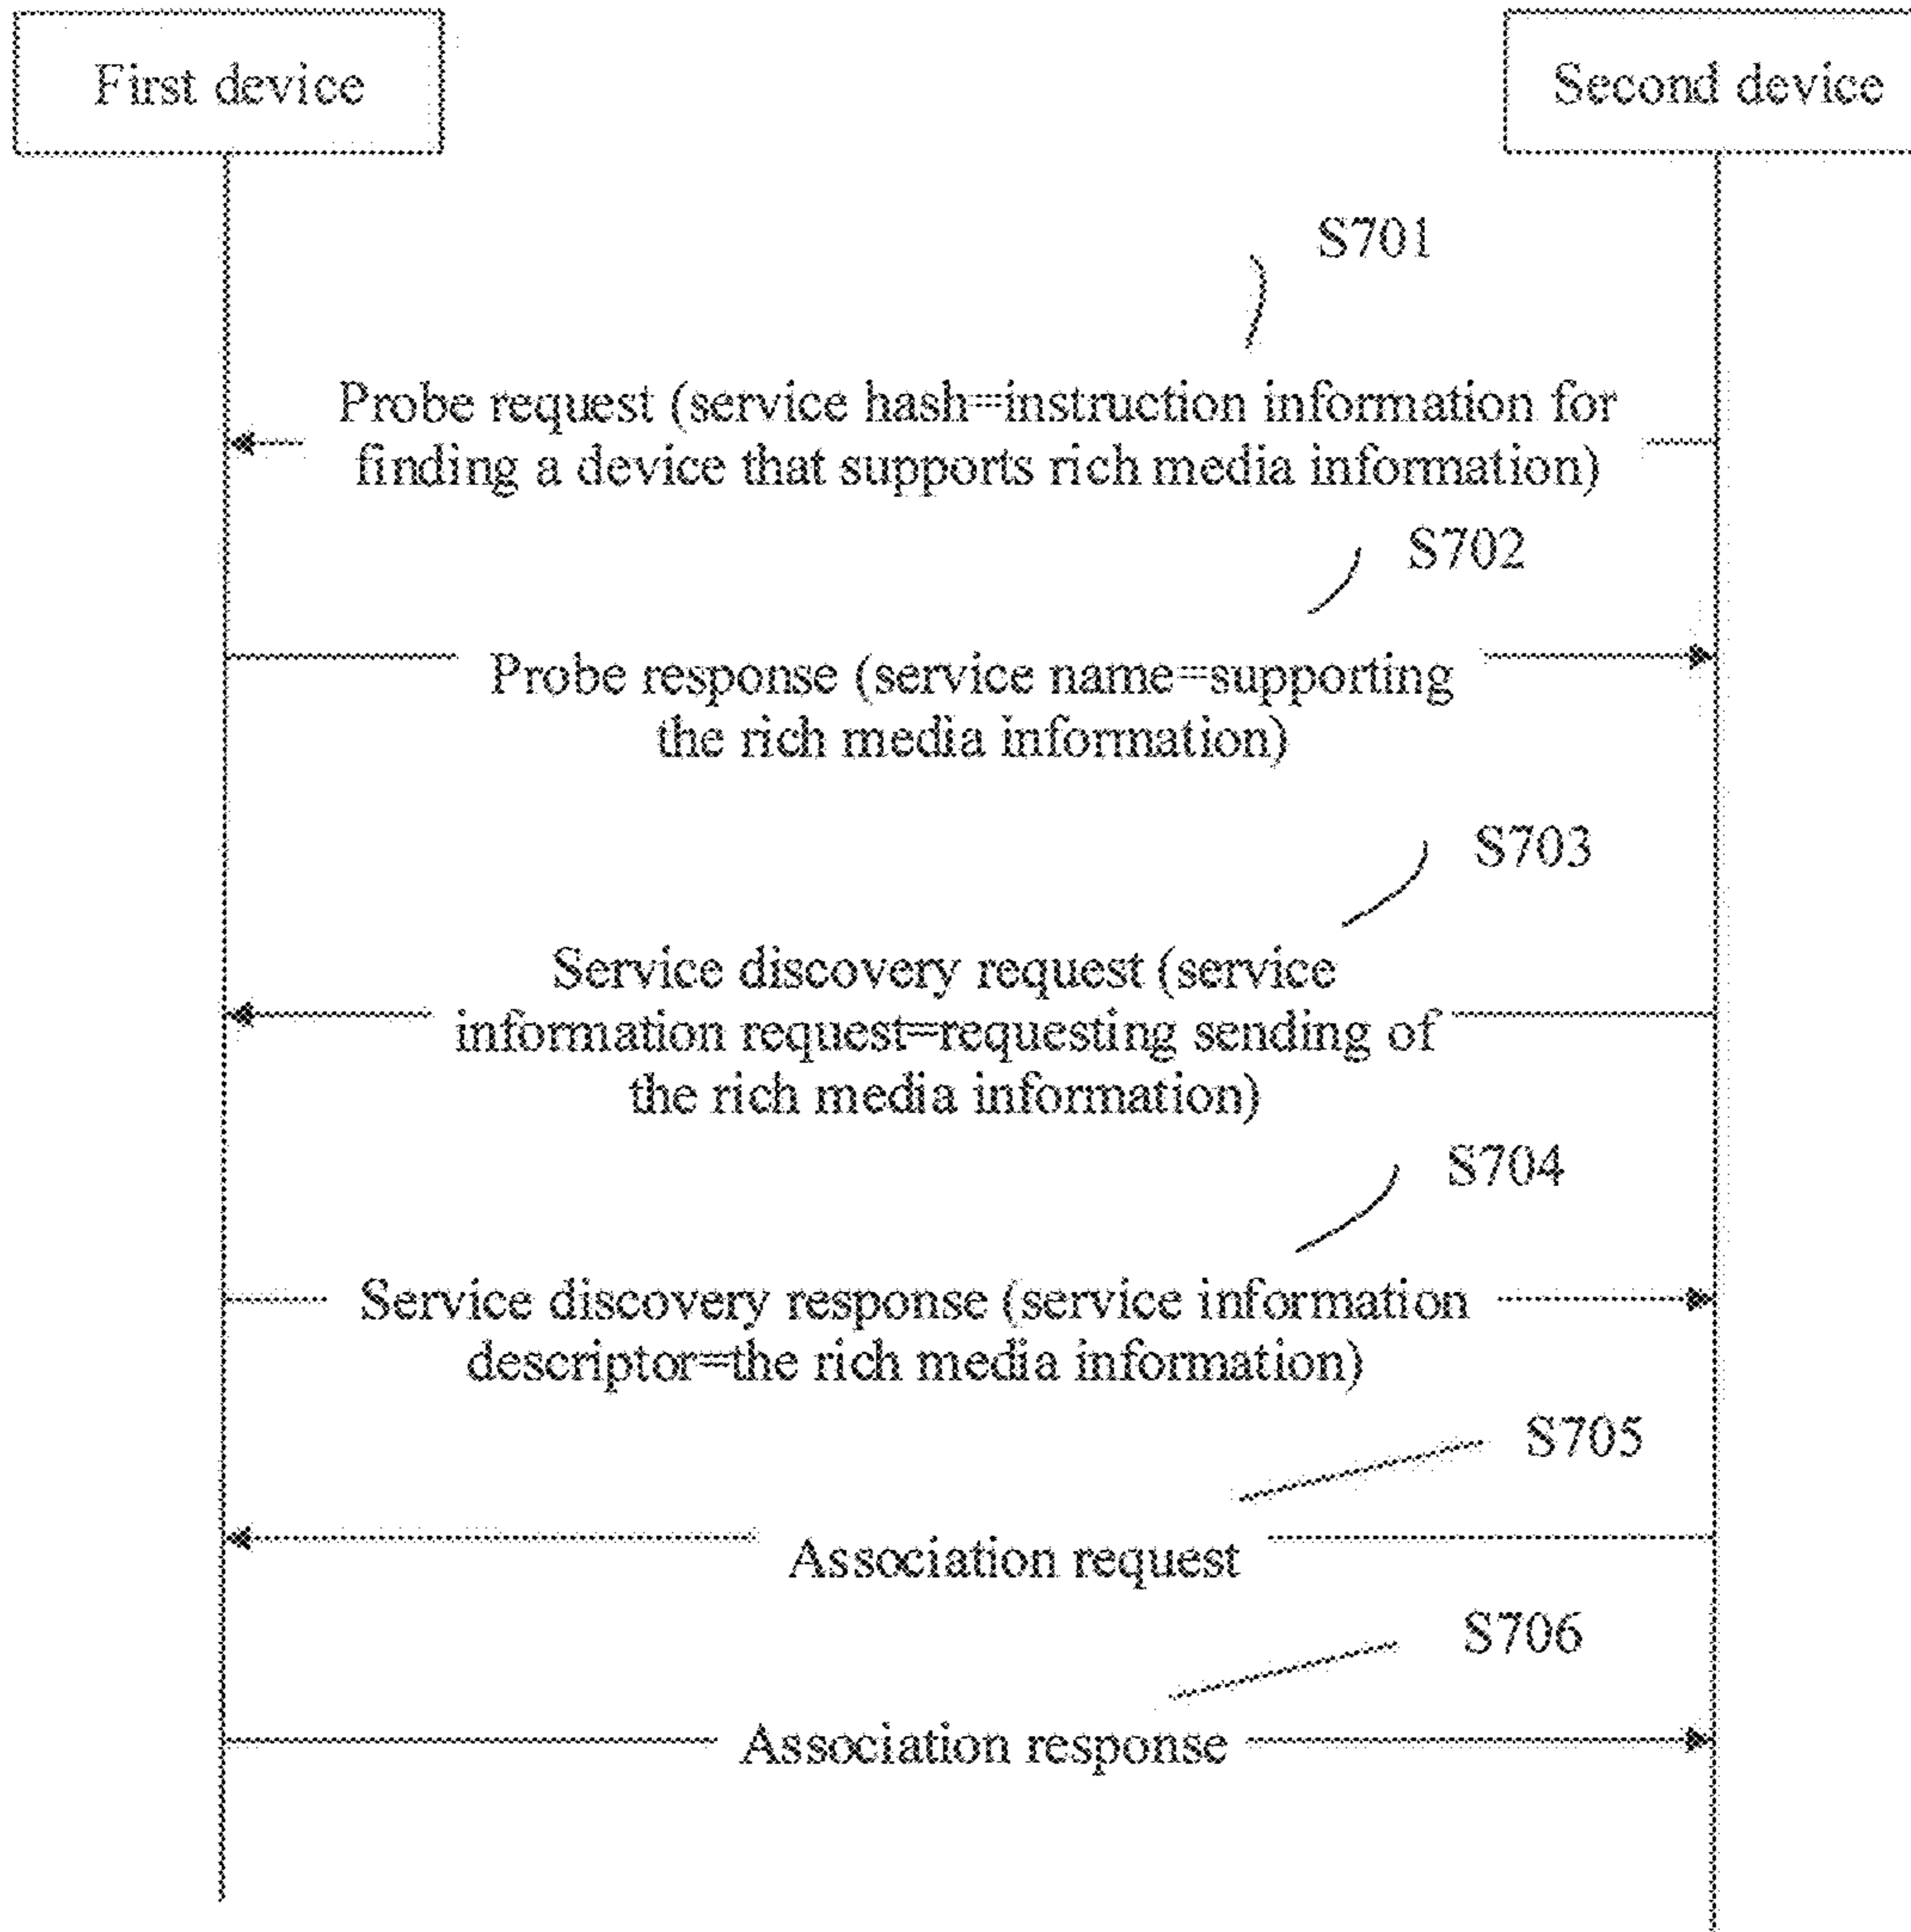 First device
Second device
S701
Probe request (service hash=instruction information for
finding a device that supports rich media information)
S702
Probe response (service name=supporting
the rich media information)
S703
Service discovery request (service
information request=requesting sending of
the rich media information)
S704
Service discovery response (service information
descriptor=the rich media information)
S705
Association request
S706
Association response